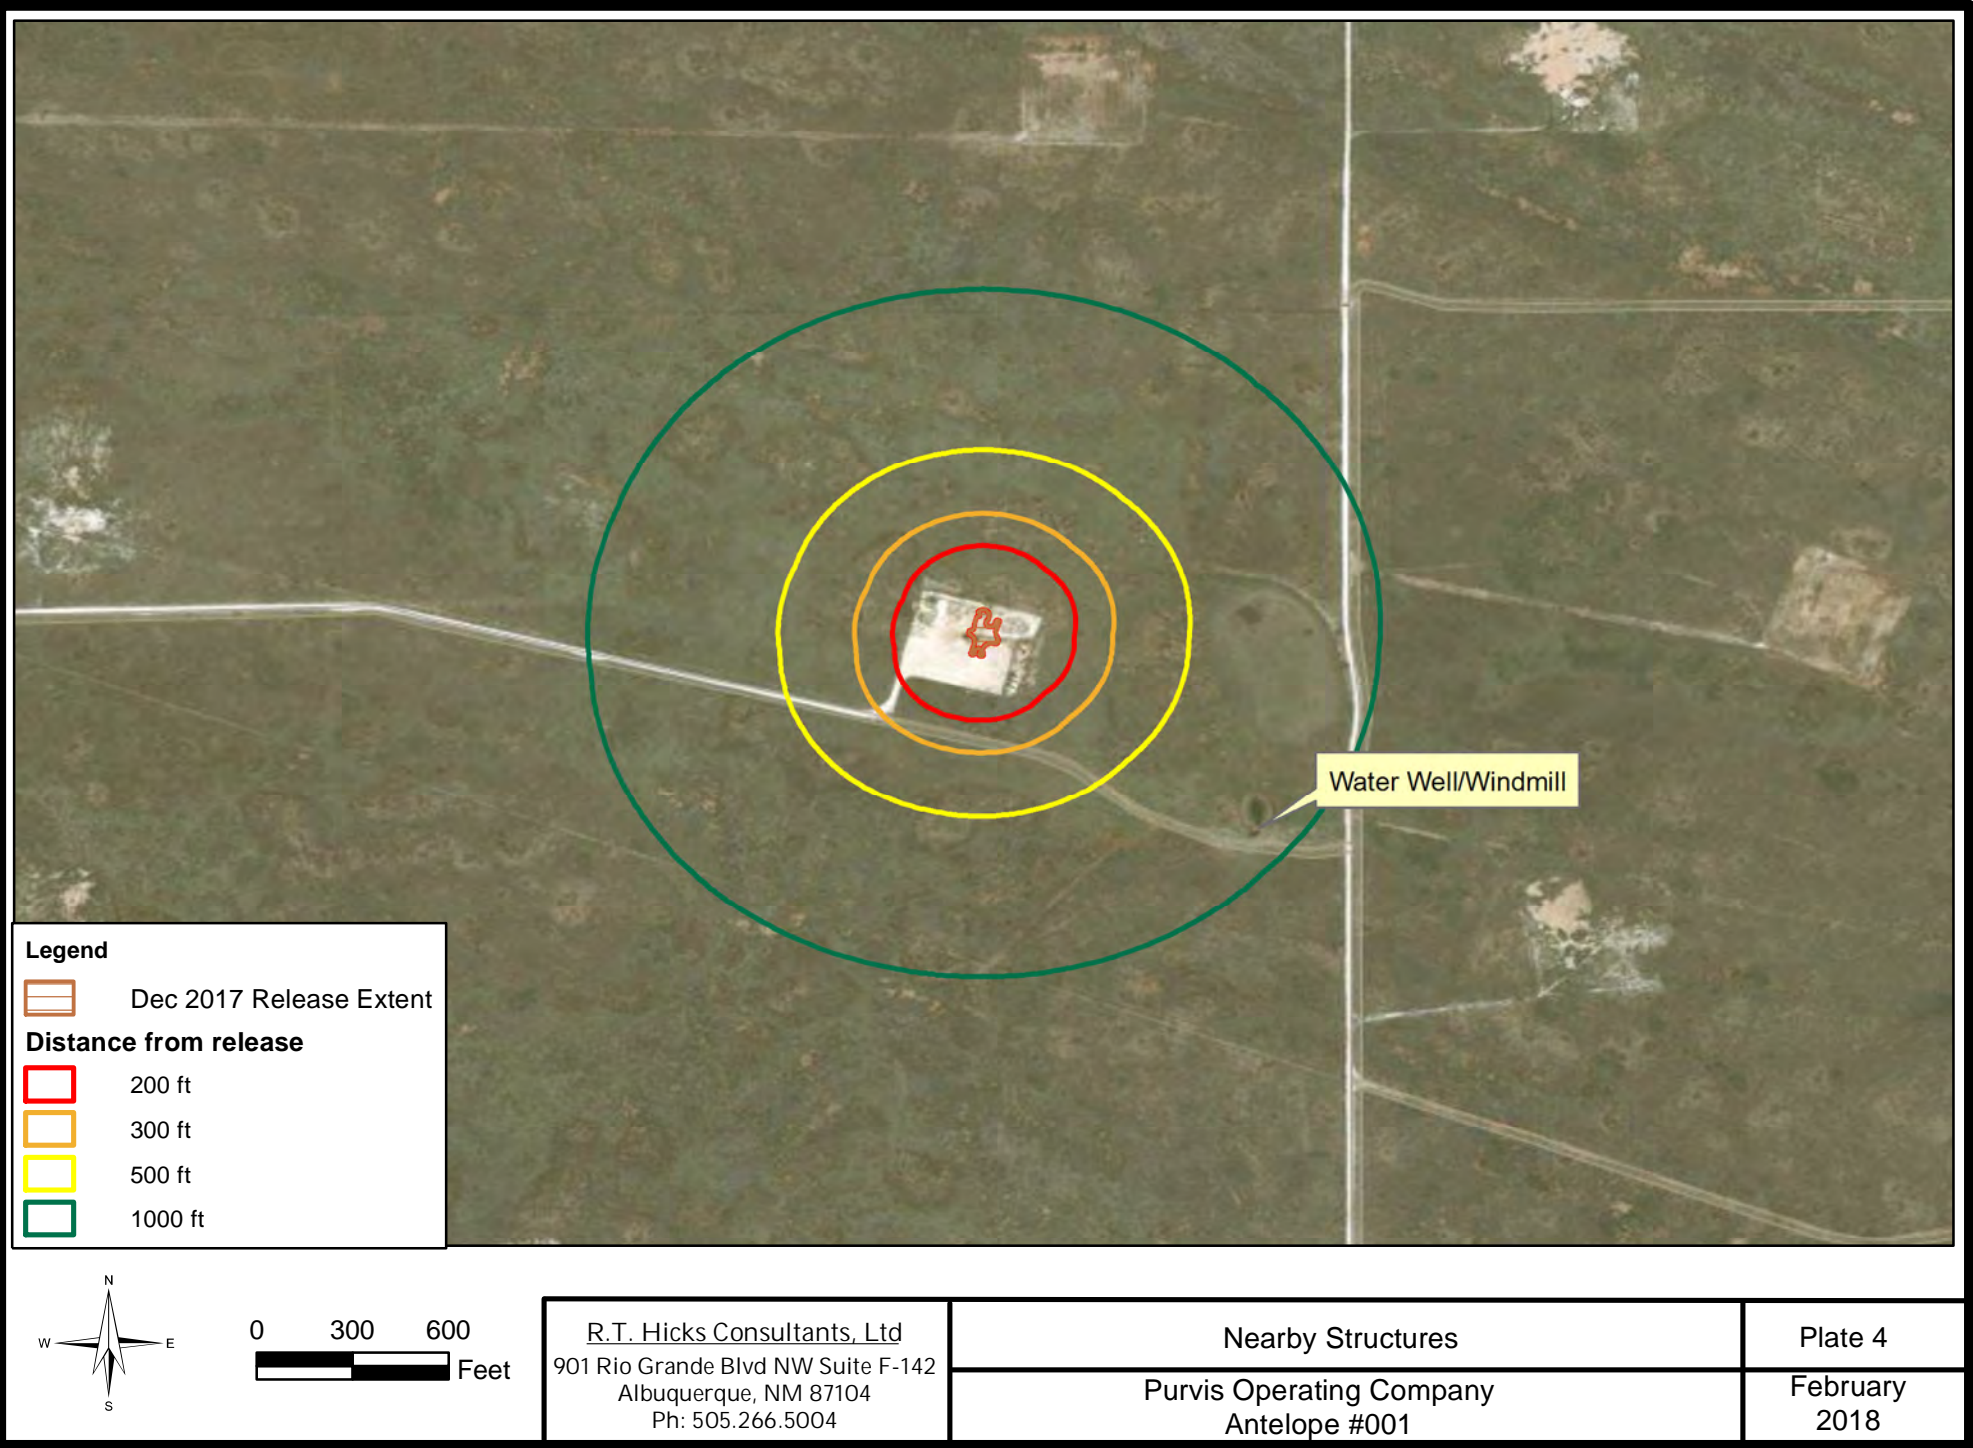 Water Well/Windmill
Legend
Dec 2017 Release Extent
Distance from release
200 ft
300 ft
500 ft
1000 ft
N
W E
S
0 300 600
Feet
R.T. Hicks Consultants, Ltd
901 Rio Grande Blvd NW Suite F-142
Albuquerque, NM 87104
Ph: 505.266.5004
Nearby Structures
Purvis Operating Company
Antelope #001
Plate 4
February
2018